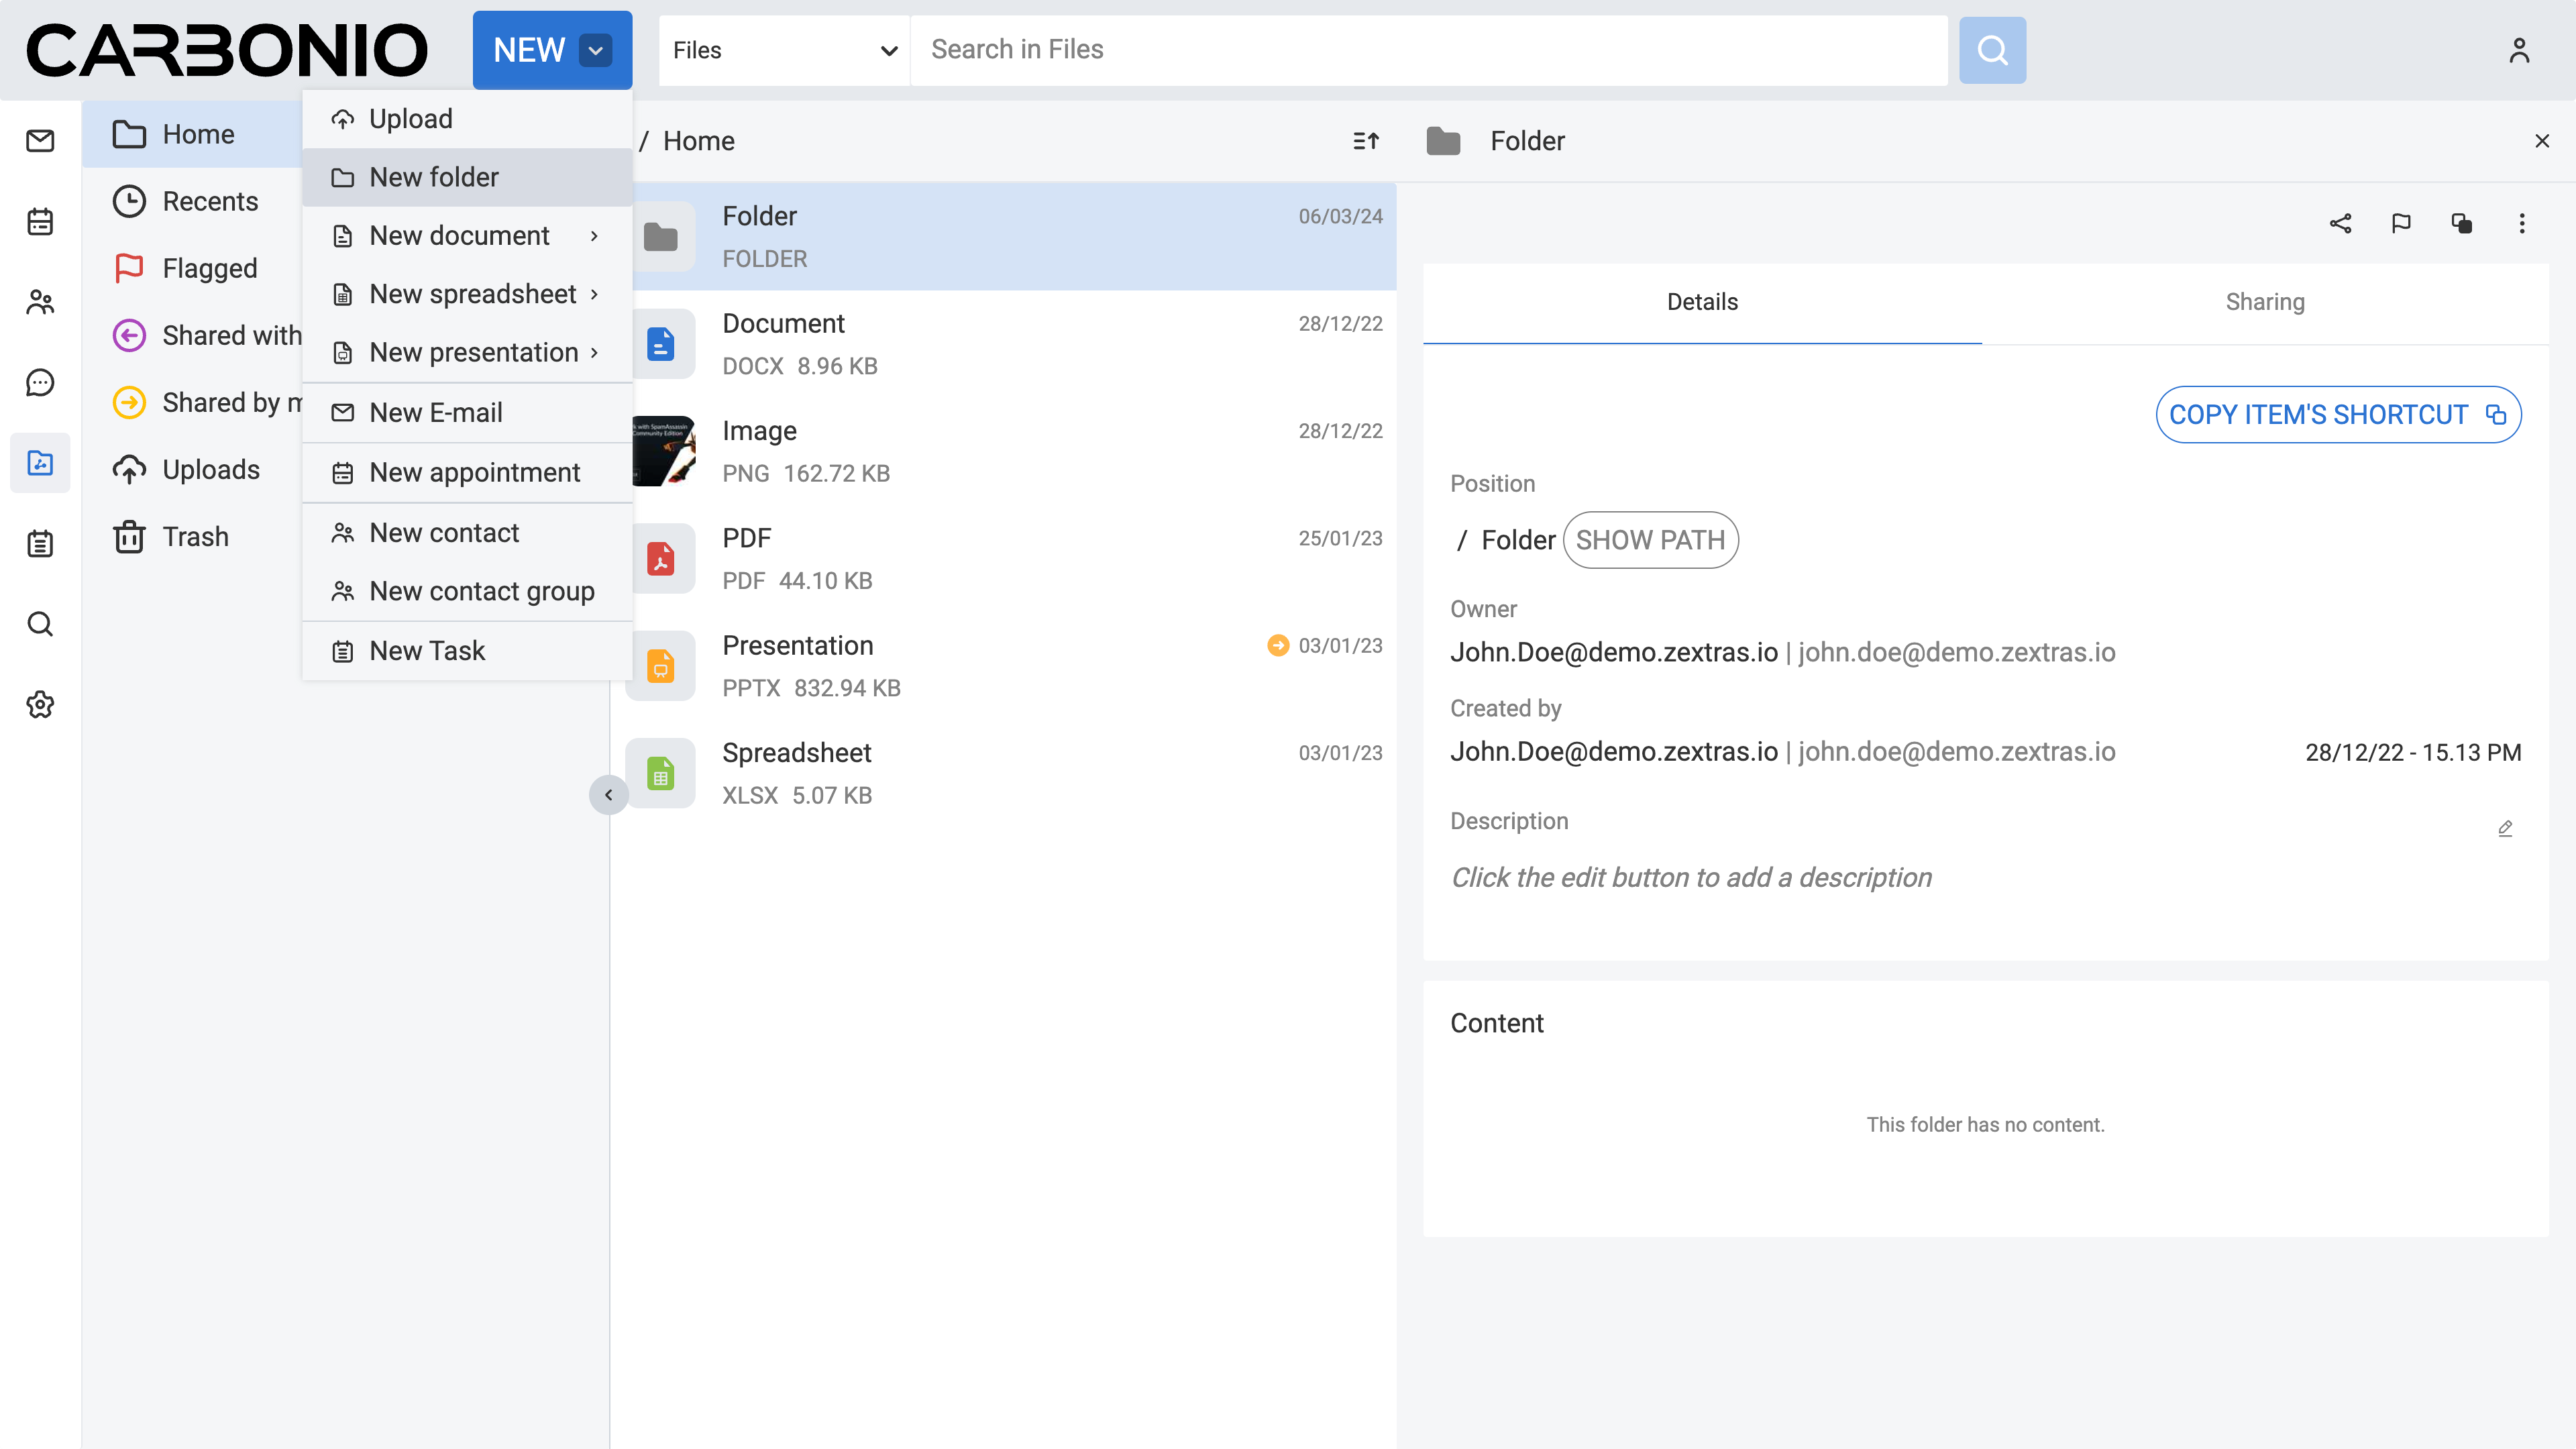 CARBONIO
NEW
Files
Search in Files
Home
Recents
Flagged
Shared with
Shared by
Uploads
Trash
Upload
New folder
New document
New spreadsheet
New presentation
New E-mail
New appointment
New contact
New contact group
New Task
/ Home
Folder 06/03/24
FOLDER
Document 28/12/22
DOCX 8.96 KB
Image 28/12/22
PNG 162.72 KB
PDF 25/01/23
PDF 44.10 KB
Presentation 03/01/23
PPTX 832.94 KB
Spreadsheet 03/01/23
XLSX 5.07 KB
with SpamAssassin
Community Edition
Folder
Details Sharing
COPY ITEM'S SHORTCUT
Position
/ Folder SHOW PATH
Owner
John.Doe@demo.zextras.io | john.doe@demo.zextras.io
Created by
John.Doe@demo.zextras.io | john.doe@demo.zextras.io 28/12/22 - 15.13 PM
Description
Click the edit button to add a description
Content
This folder has no content.